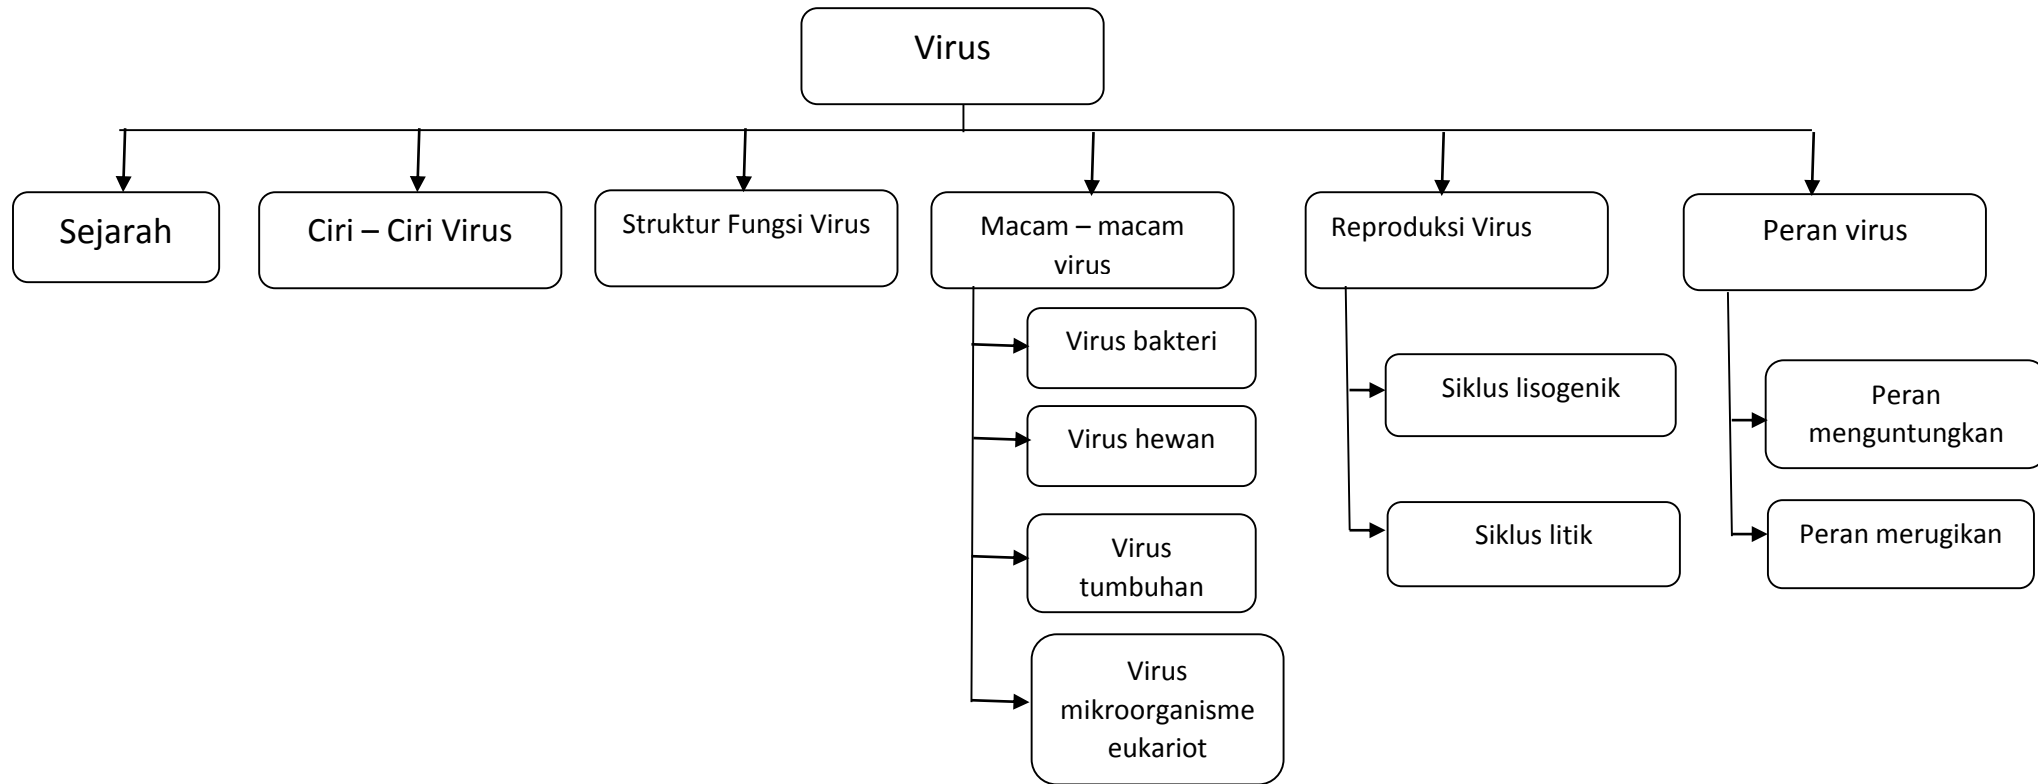 Virus
Sejarah
Ciri – Ciri Virus
Struktur Fungsi Virus
Macam – macam
virus
Reproduksi Virus
Peran virus
Virus bakteri
Virus hewan
Virus
tumbuhan
Virus
mikroorganisme
eukariot
Siklus lisogenik
Siklus litik
Peran
menguntungkan
Peran merugikan